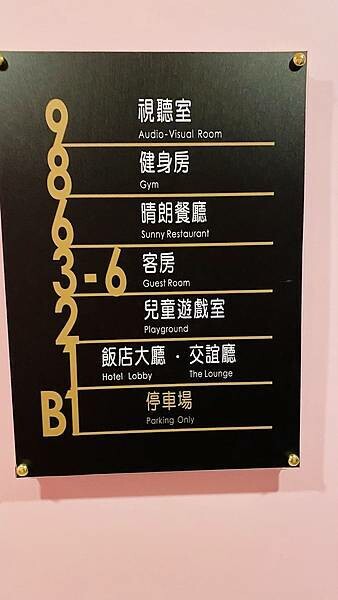 9 視聽室
Audio-Visual Room
8 健身房
Gym
6 晴朗餐廳
Sunny Restaurant
3-6 客房
Guest Room
2 兒童遊戲室
Playground
1 飯店大廳 · 交誼廳
Hotel Lobby The Lounge
B1 停車場
Parking Only